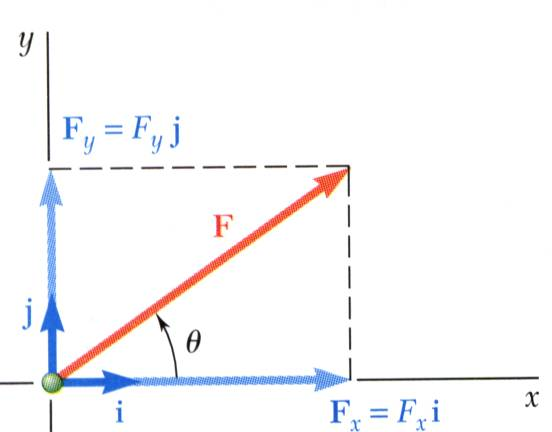 y
F_y = F_y j
F
j
θ
i
x
F_x = F_x i